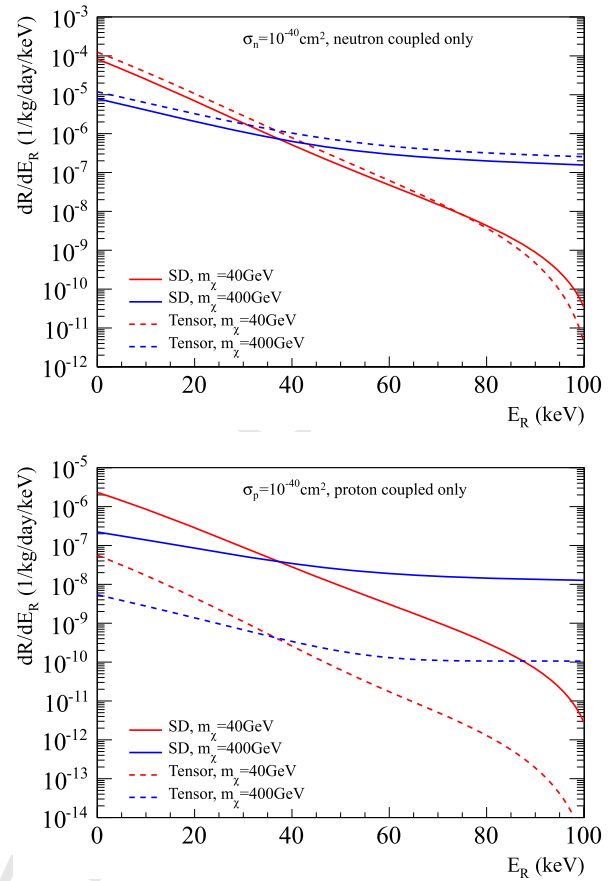 σn=10-40cm2, neutron coupled only
dR/dER (1/kg/day/keV)
10-4
10-5
10-6
10-7
10-8
10-9
10-10
10-11
10-12
SD, mχ=40GeV
SD, mχ=400GeV
Tensor, mχ=40GeV
Tensor, mχ=400GeV
0 20 40 60 80 100
ER (keV)
σp=10-40cm2, proton coupled only
dR/dER (1/kg/day/keV)
10-5
10-6
10-7
10-8
10-9
10-10
10-11
10-12
10-13
10-14
SD, mχ=40GeV
SD, mχ=400GeV
Tensor, mχ=40GeV
Tensor, mχ=400GeV
0 20 40 60 80 100
ER (keV)